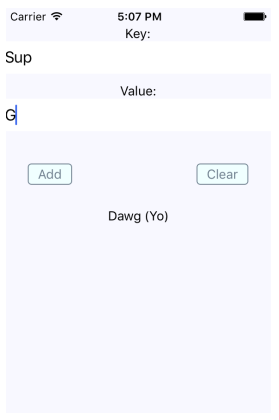 Carrier 5:07 PM
Key:
Sup
Value:
G
Add Clear
Dawg (Yo)